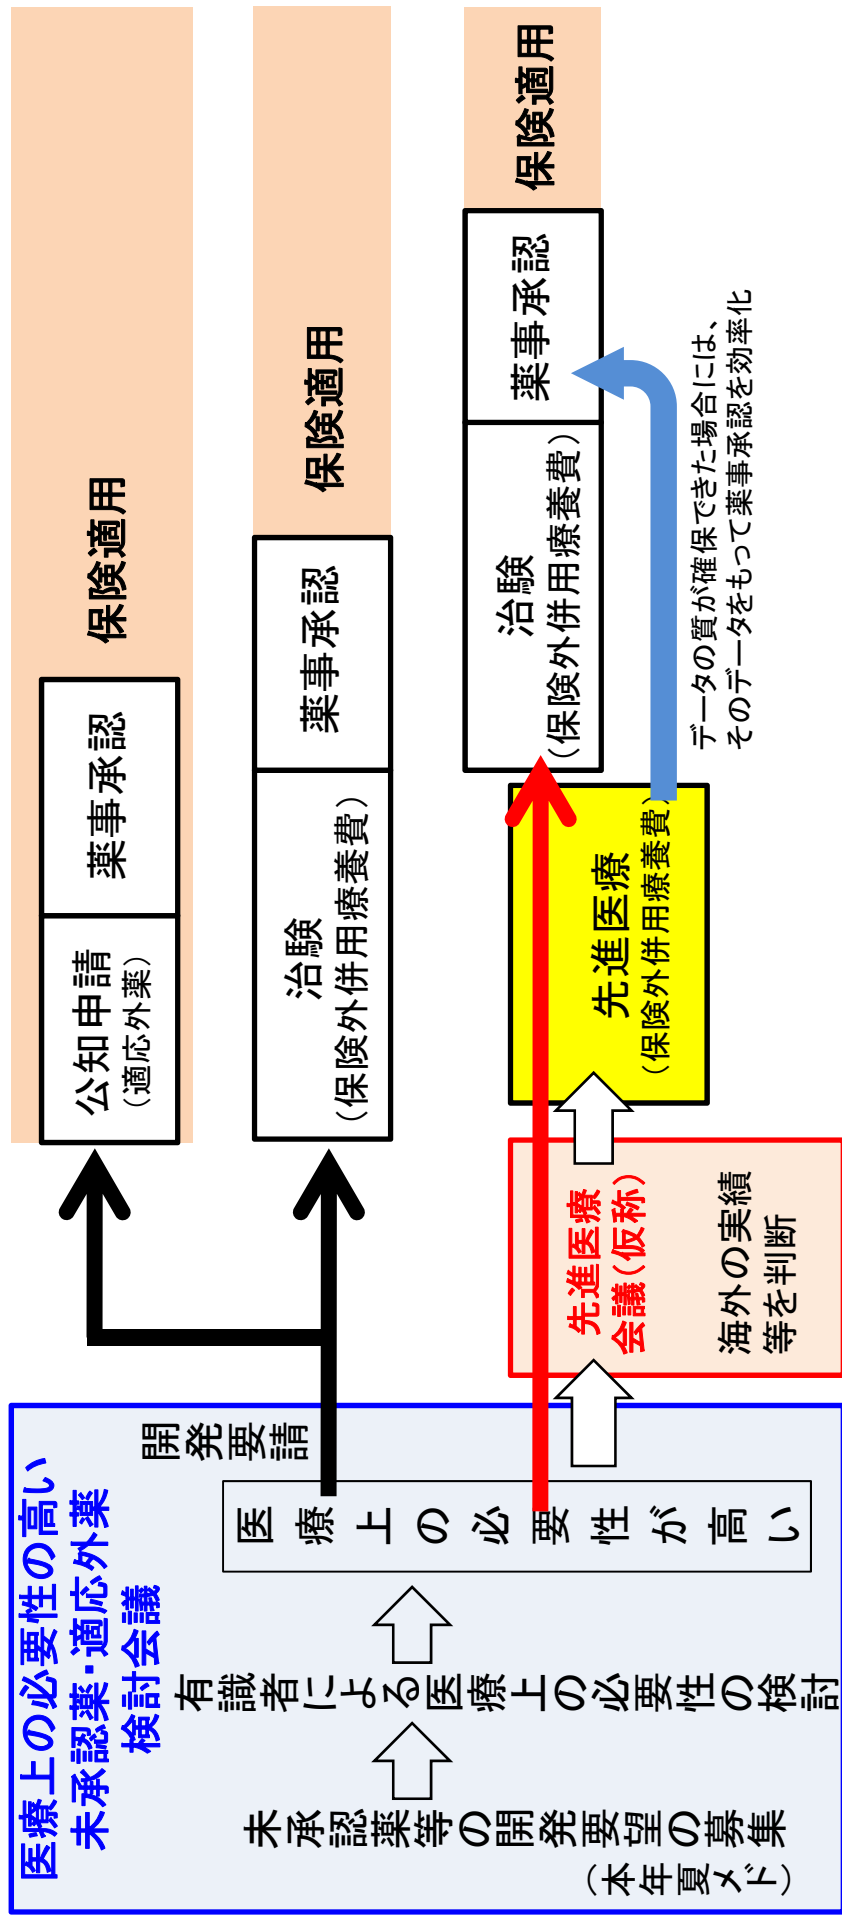 医療上の必要性の高い
未承認薬・適応外薬
検討会議
未承認薬等の開発要望の募集
(本年夏メド)
有識者による医療上の必要性の検討
医療上の必要性が高い
開発要請
公知申請
(適応外薬)
薬事承認
保険適用
治験
(保険外併用療養費)
薬事承認
保険適用
先進医療
会議(仮称)
海外の実績
等を判断
先進医療
(保険外併用療養費)
治験
(保険外併用療養費)
薬事承認
保険適用
データの質が確保できた場合には、
そのデータをもって薬事承認を効率化